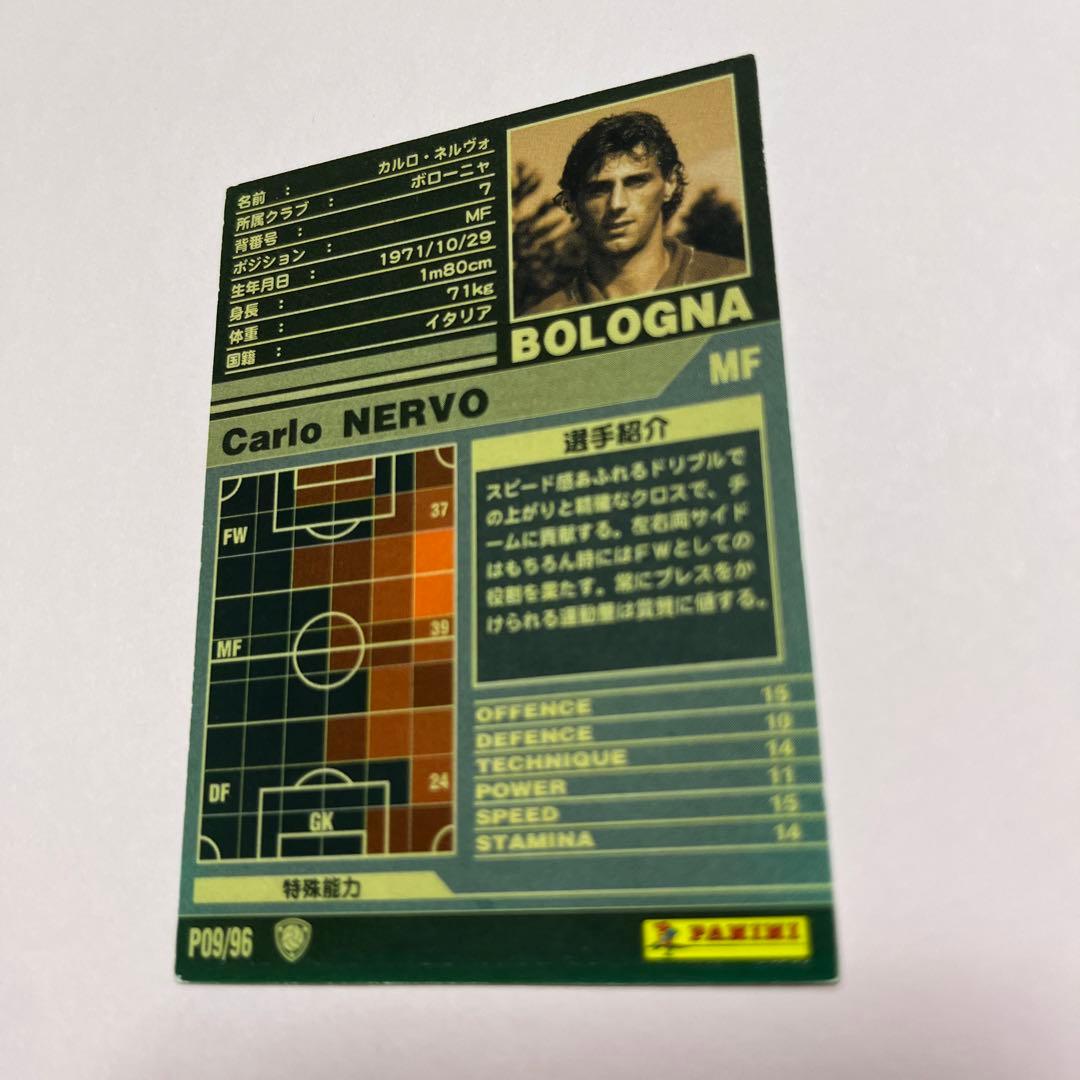 名前 : カルロ・ネルヴォ
所属クラブ : ボローニャ
背番号 : 7
ポジション : MF
生年月日 : 1971/10/29
身長 : 1m80cm
体重 : 71kg
国籍 : イタリア
BOLOGNA
MF
Carlo NERVO
選手紹介
スピード感あふれるドリブルで
の上がりと精確なクロスで、チ
ームに貢献する。左右両サイド
はもちろん時にはFWとしての
役割を果たす。常にプレスをか
けられる運動量は賞賛に値する。
37
FW
39
MF
24
DF
GK
OFFENCE 15
DEFENCE 10
TECHNIQUE 14
POWER 11
SPEED 15
STAMINA 14
特殊能力
P09/96
PANINI